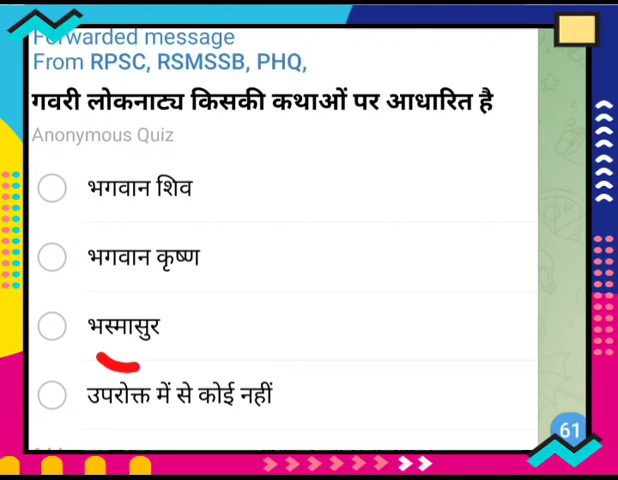 Forwarded message
From RPSC, RSMSSB, PHQ,
गवरी लोकनाट्य किसकी कथाओं पर आधारित है
Anonymous Quiz
भगवान शिव
भगवान कृष्ण
भस्मासुर
उपरोक्त में से कोई नहीं
61